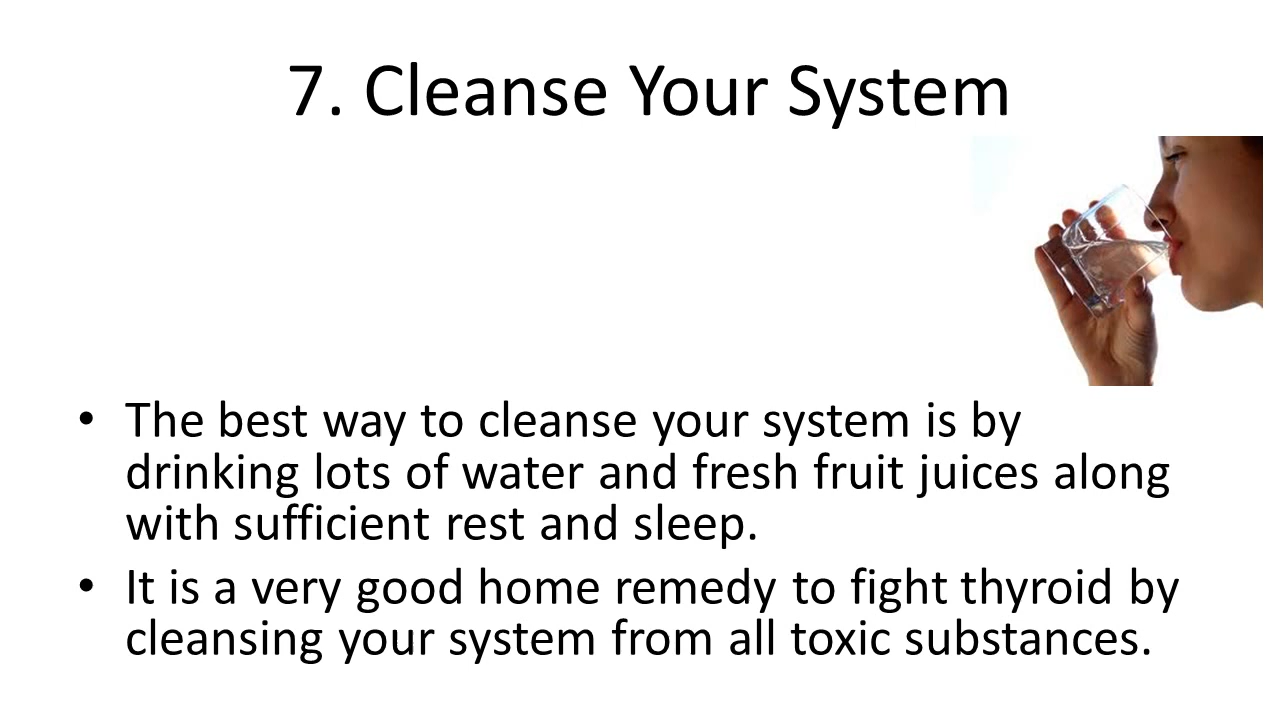 7. Cleanse Your System
• The best way to cleanse your system is by
drinking lots of water and fresh fruit juices along
with sufficient rest and sleep.
• It is a very good home remedy to fight thyroid by
cleansing your system from all toxic substances.